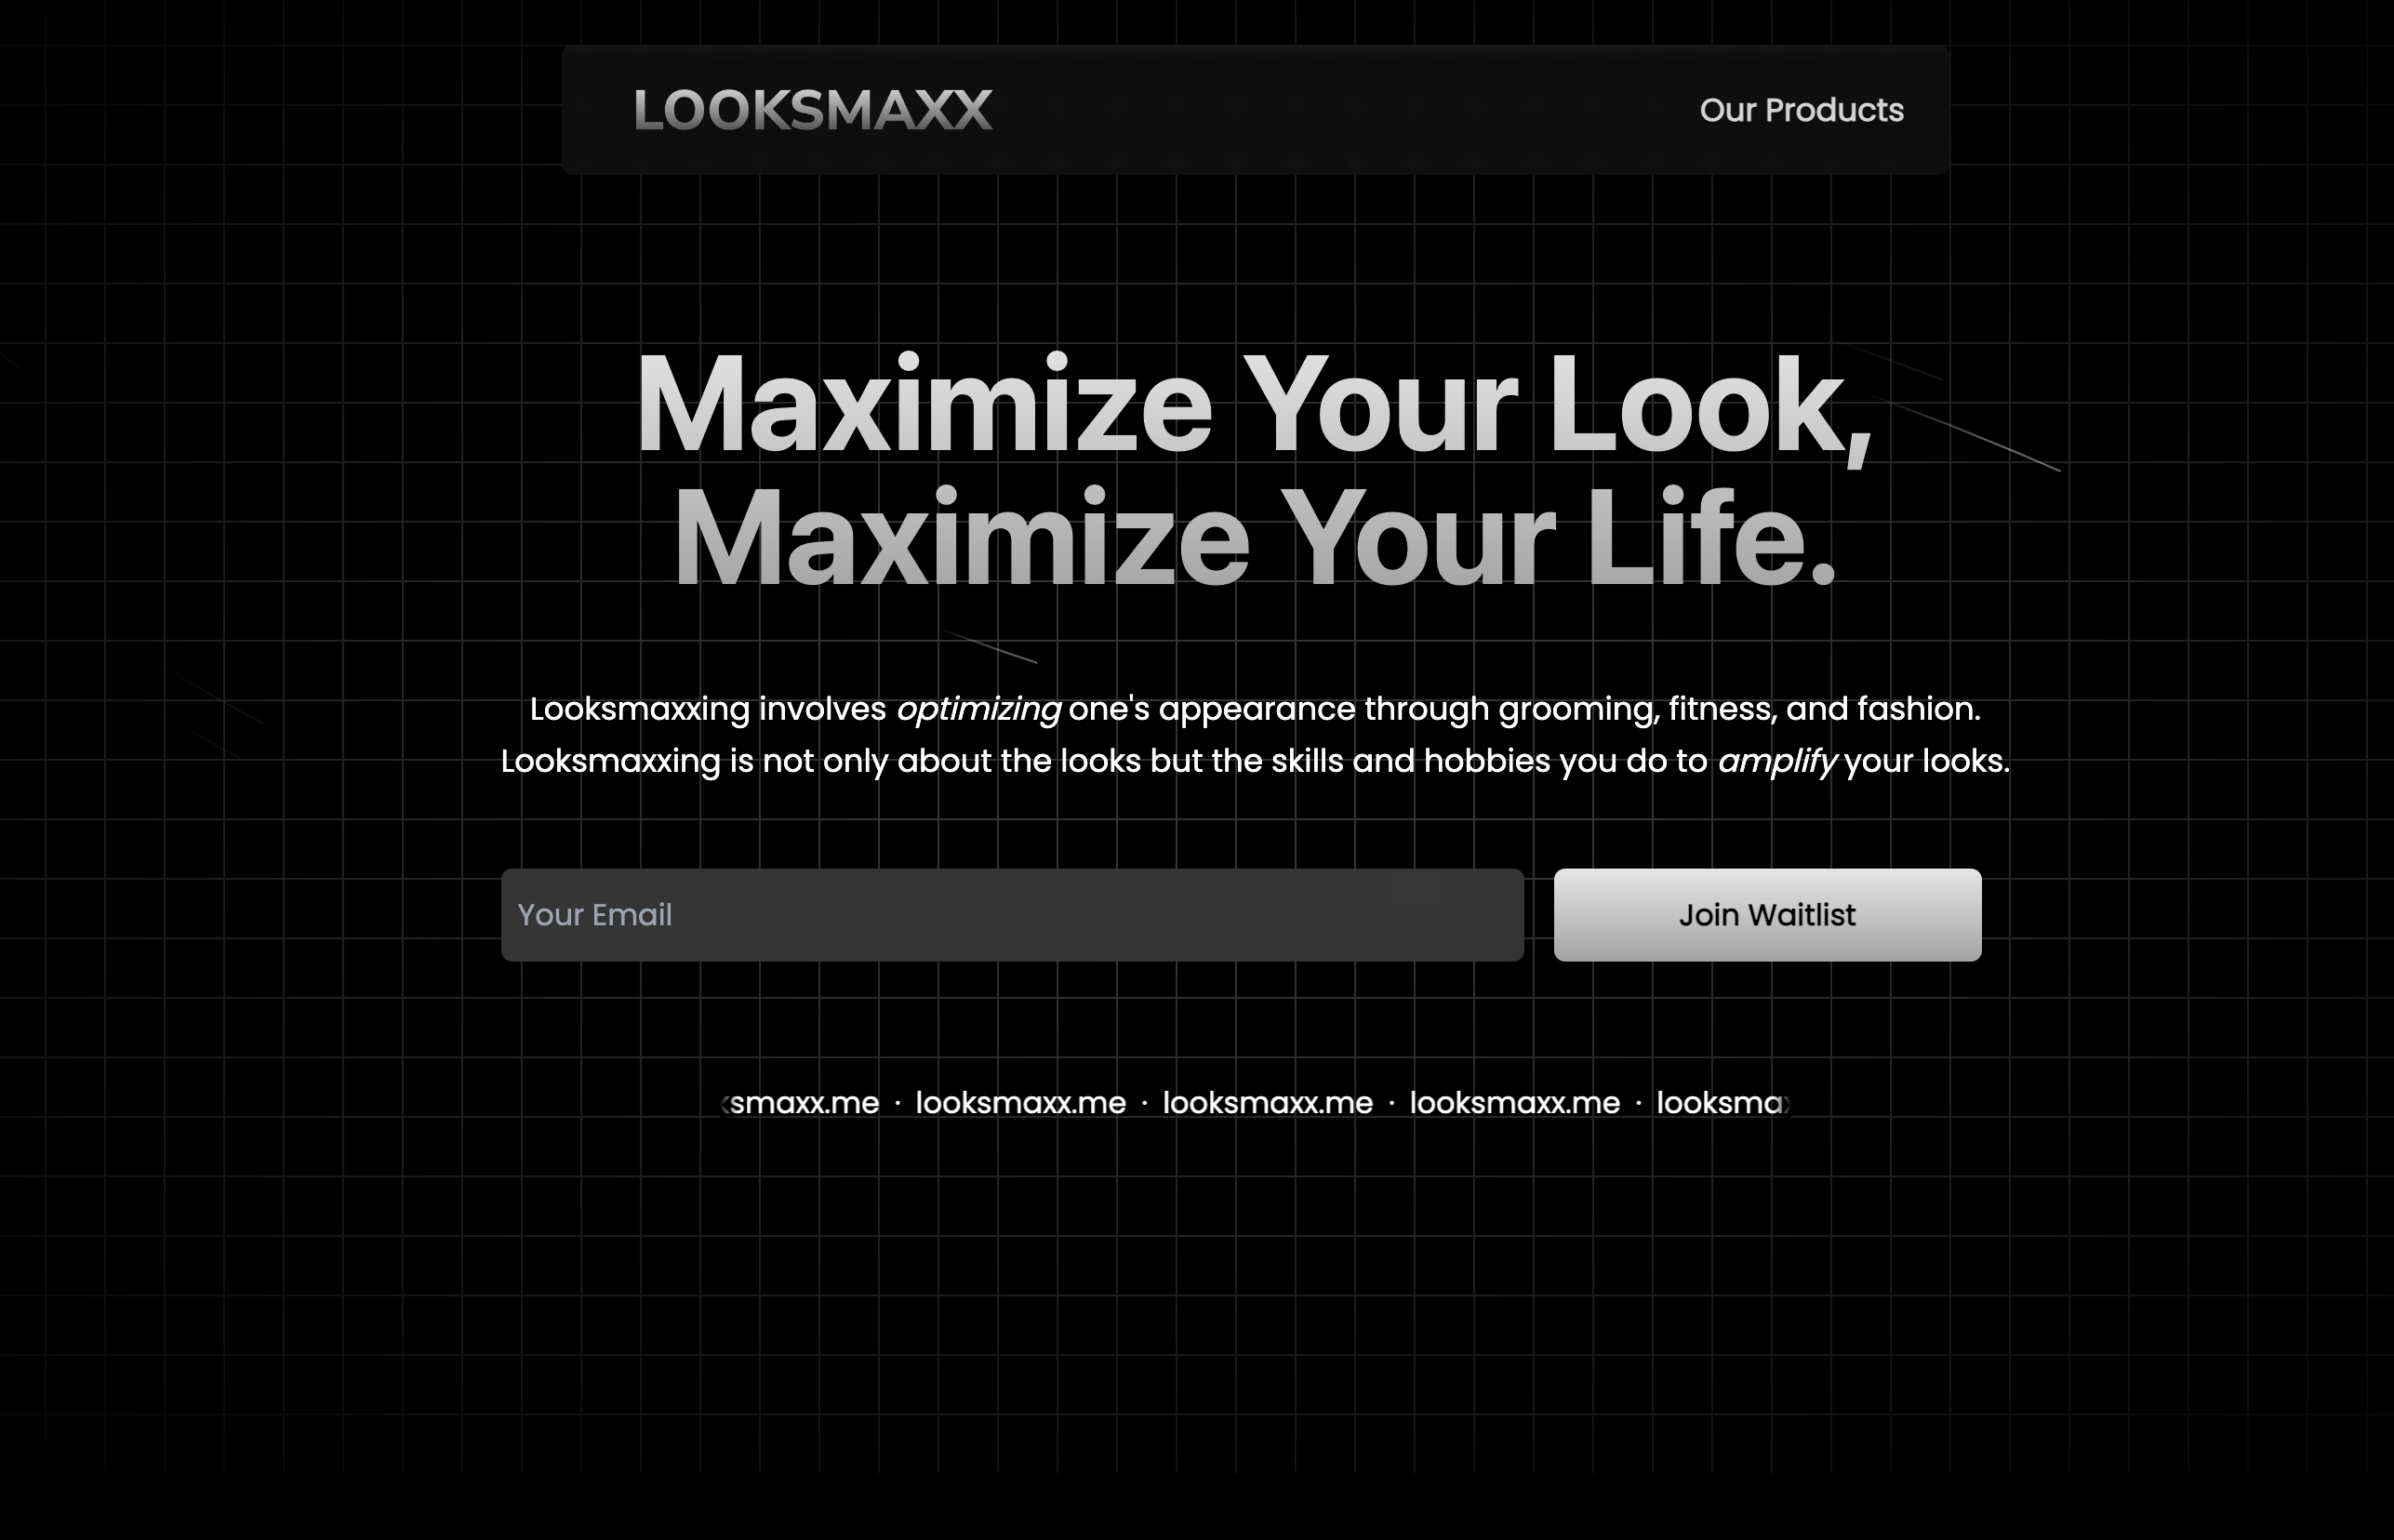 LOOKSMAXX
Our Products
Maximize Your Look,
Maximize Your Life.
Looksmaxxing involves optimizing one's appearance through grooming, fitness, and fashion.
Looksmaxxing is not only about the looks but the skills and hobbies you do to amplify your looks.
Your Email
Join Waitlist
ksmaxx.me · looksmaxx.me · looksmaxx.me · looksmaxx.me · looksmax